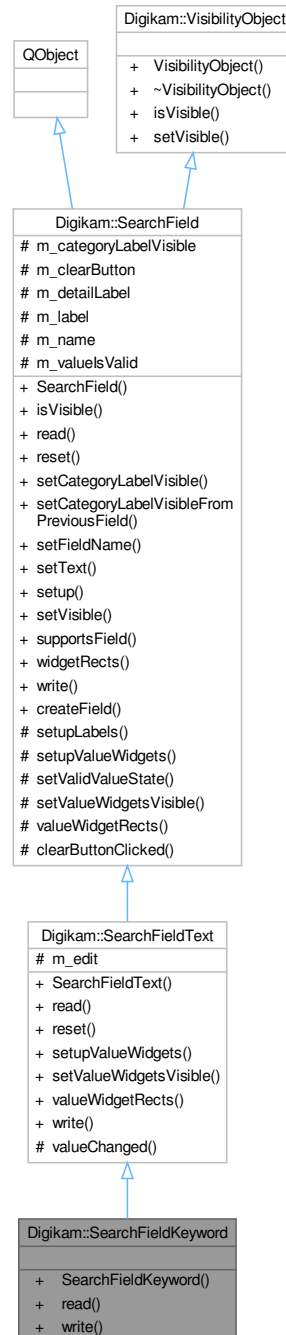 Digikam::VisibilityObject
+ VisibilityObject()
+ ~VisibilityObject()
+ isVisible()
+ setVisible()
QObject
Digikam::SearchField
# m_categoryLabelVisible
# m_clearButton
# m_detailLabel
# m_label
# m_name
# m_valueIsValid
+ SearchField()
+ isVisible()
+ read()
+ reset()
+ setCategoryLabelVisible()
+ setCategoryLabelVisibleFrom
PreviousField()
+ setFieldName()
+ setText()
+ setup()
+ setVisible()
+ supportsField()
+ widgetRects()
+ write()
+ createField()
# setupLabels()
# setupValueWidgets()
# setValidValueState()
# setValueWidgetsVisible()
# valueWidgetRects()
# clearButtonClicked()
Digikam::SearchFieldText
# m_edit
+ SearchFieldText()
+ read()
+ reset()
+ setupValueWidgets()
+ setValueWidgetsVisible()
+ valueWidgetRects()
+ write()
# valueChanged()
Digikam::SearchFieldKeyword
+ SearchFieldKeyword()
+ read()
+ write()